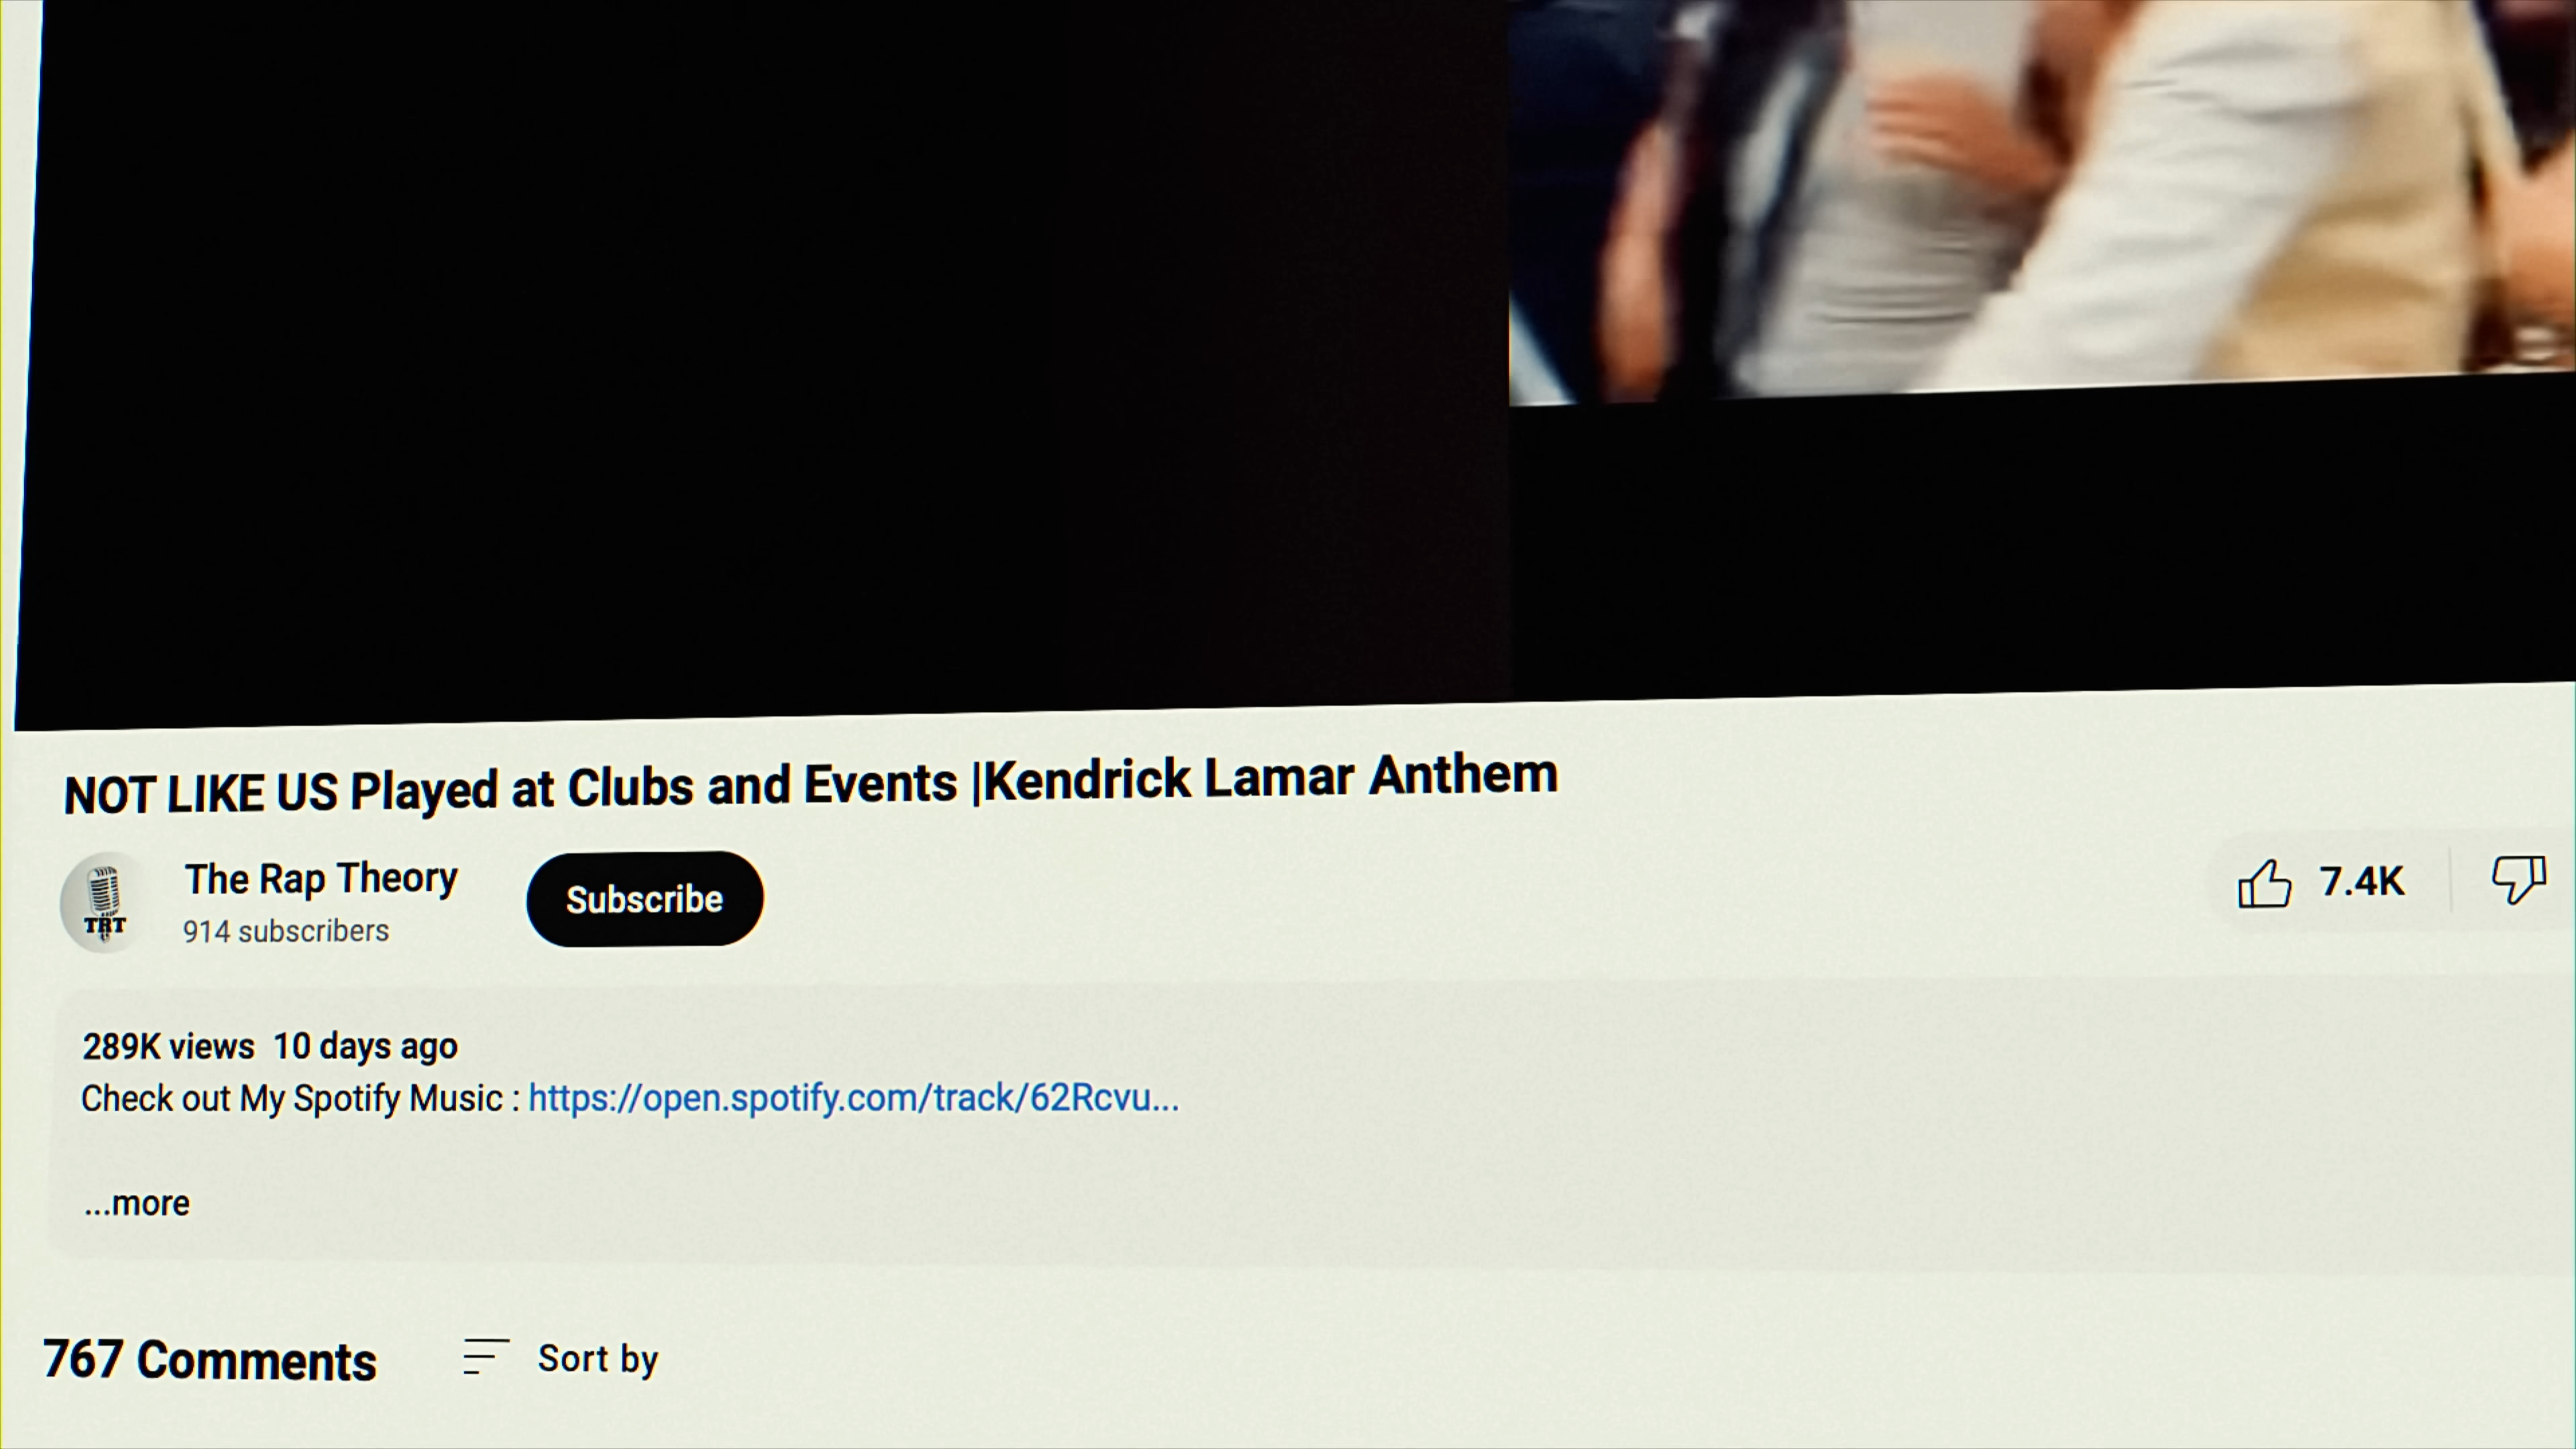 NOT LIKE US Played at Clubs and Events |Kendrick Lamar Anthem
The Rap Theory
914 subscribers
Subscribe
TRT
7.4K
289K views 10 days ago
Check out My Spotify Music : https://open.spotify.com/track/62Rcvu...
...more
767 Comments
Sort by